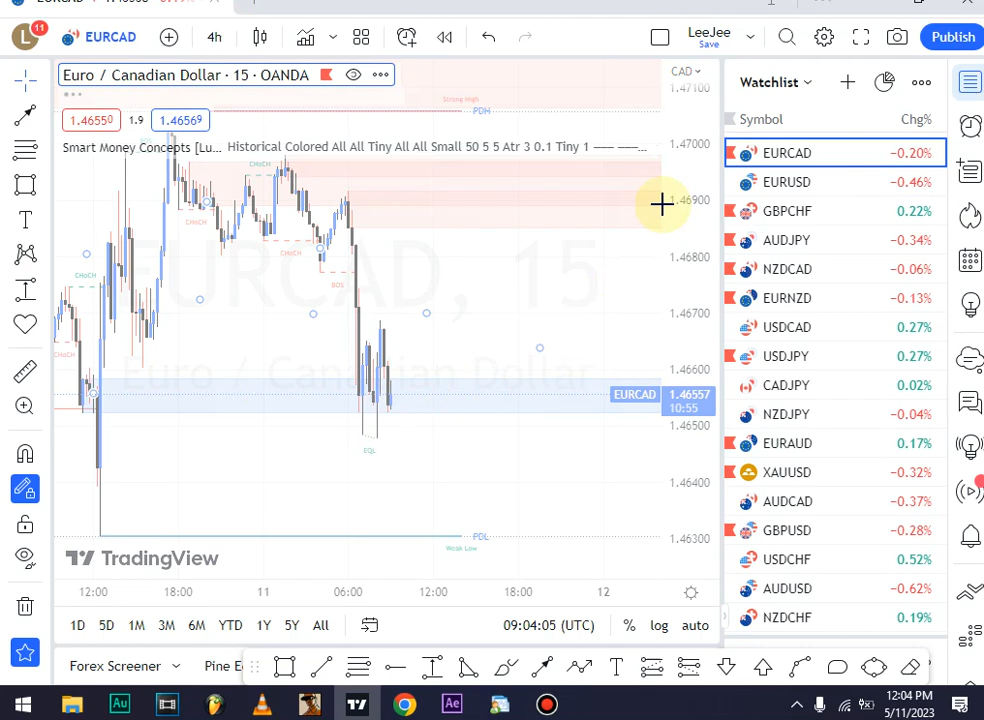 L 11 EURCAD 4h LeeJee Save Publish
Euro / Canadian Dollar · 15 · OANDA
CAD
1.47100
Strong High
PDH
1.46550 1.9 1.46569
Smart Money Concepts [Lu... Historical Colored All All Tiny All All Small 50 5 5 Atr 3 0.1 Tiny 1
1.47000
CHoCH
1.46900
CHoCH
CHoCH
1.46800
CHoCH
BOS
EURCAD, 15
1.46700
CHoCH
1.46600
Euro / Canadian Dollar
EURCAD 1.46557
10:55
1.46500
EQL
1.46400
PDL
1.46300
Weak Low
TradingView
12:00 18:00 11 06:00 12:00 18:00 12
1D 5D 1M 3M 6M YTD 1Y 5Y All 09:04:05 (UTC) % log auto
Forex Screener Pine E
Watchlist
Symbol Chg%
EURCAD −0.20%
EURUSD −0.46%
GBPCHF 0.22%
AUDJPY −0.34%
NZDCAD −0.06%
EURNZD −0.13%
USDCAD 0.27%
USDJPY 0.27%
CADJPY 0.02%
NZDJPY −0.04%
EURAUD 0.17%
XAUUSD −0.32%
AUDCAD −0.37%
GBPUSD −0.28%
USDCHF 0.52%
AUDUSD −0.62%
NZDCHF 0.19%
Au Ae
12:04 PM
5/11/2023